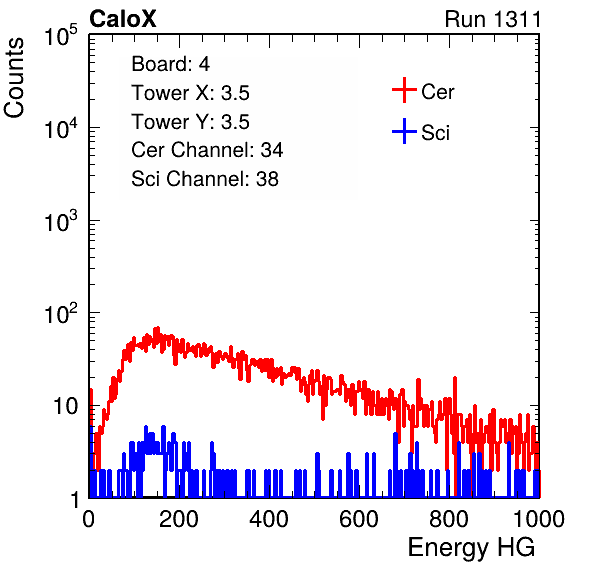 CaloX Run 1311
Counts
10^5
10^4
10^3
10^2
10
1
Board: 4
Tower X: 3.5
Tower Y: 3.5
Cer Channel: 34
Sci Channel: 38
Cer
Sci
0 200 400 600 800 1000
Energy HG